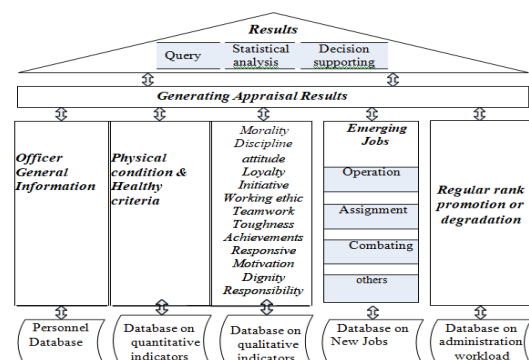 Results
Query
Statistical
analysis
Decision
supporting
Generating Appraisal Results
Officer
General
Information
Physical
condition &
Healthy
criteria
Morality
Discipline
attitude
Loyalty
Initiative
Working ethic
Teamwork
Toughness
Achievements
Responsive
Motivation
Dignity
Responsibility
Emerging
Jobs
Operation
Assignment
Combating
others
Regular rank
promotion or
degradation
Personnel
Database
Database on
quantitative
indicators
Database on
qualitative
indicators
Database on
New Jobs
Database on
administration
workload